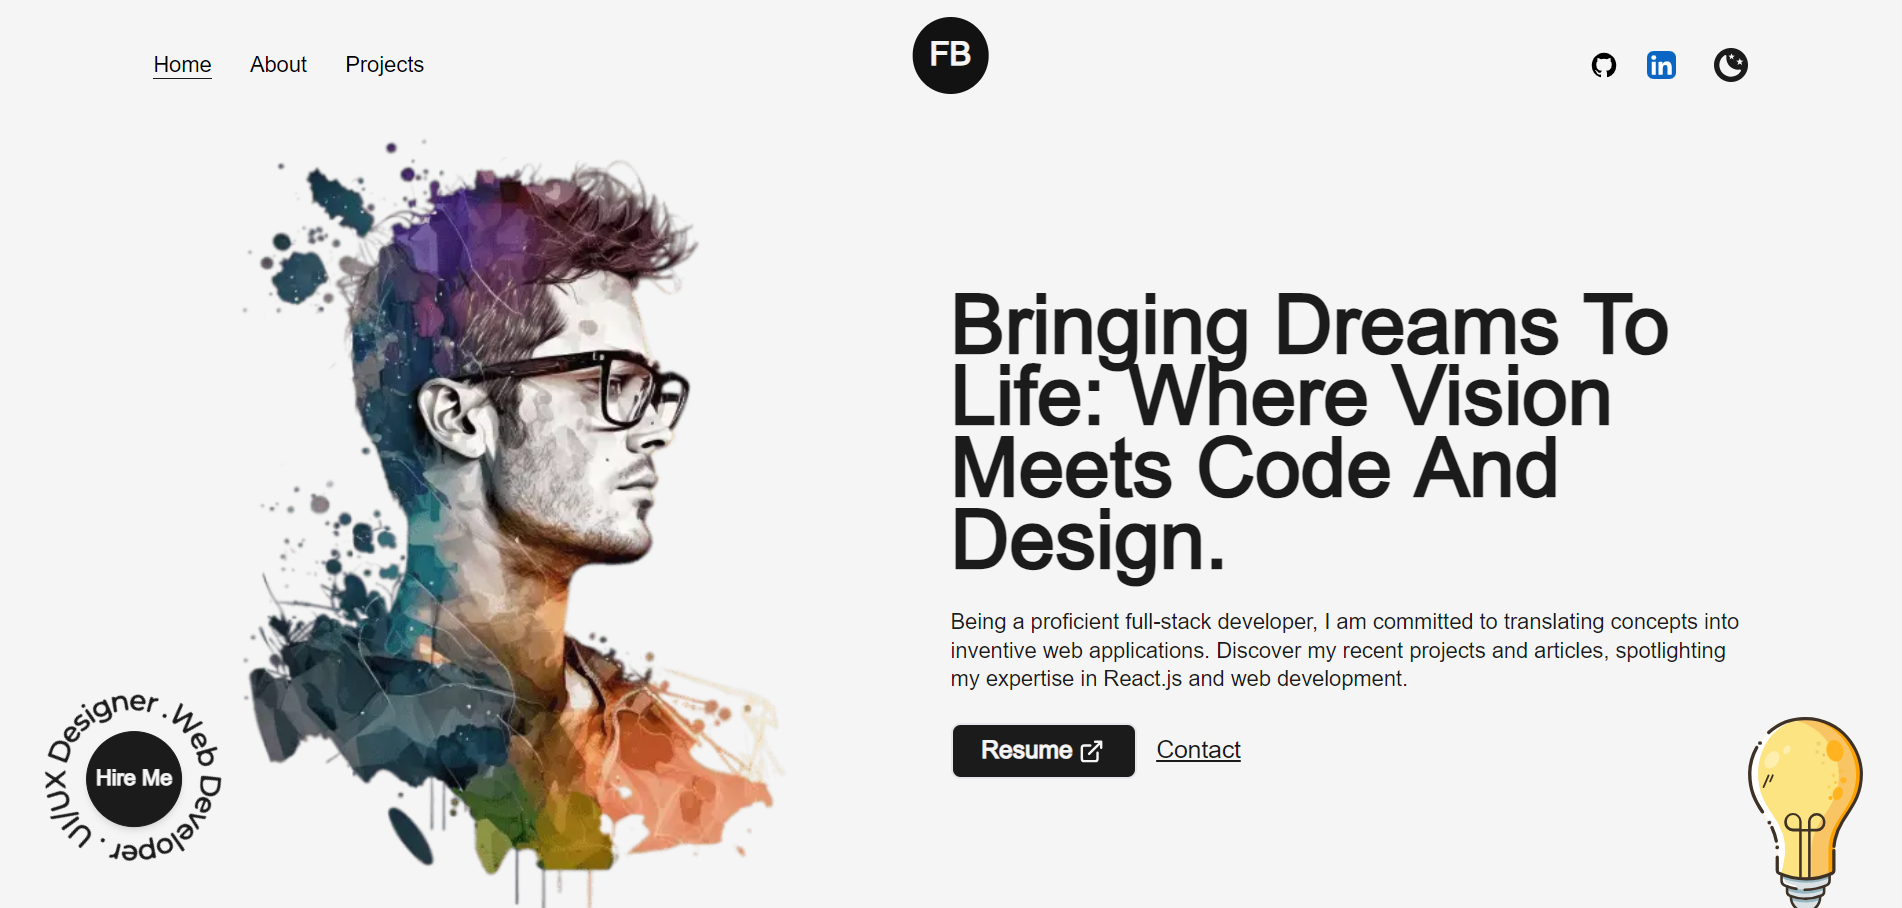 Home About Projects
FB
in
Bringing Dreams To
Life: Where Vision
Meets Code And
Design.
Being a proficient full-stack developer, I am committed to translating concepts into
inventive web applications. Discover my recent projects and articles, spotlighting
my expertise in React.js and web development.
Resume
Contact
UI/UX Designer . Web Developer .
Hire Me